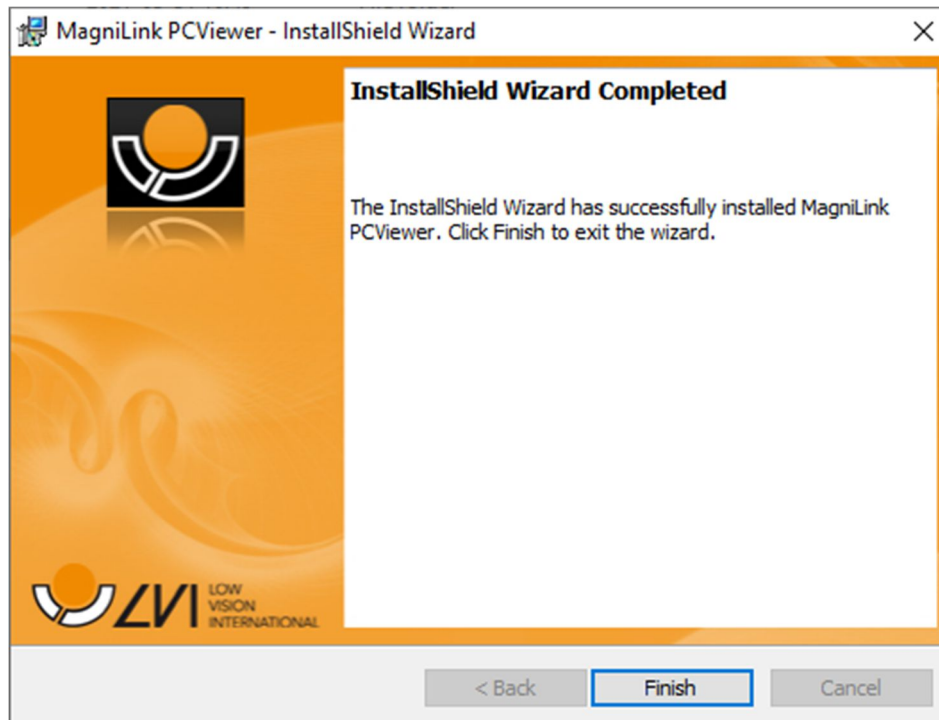 MagniLink PCViewer - InstallShield Wizard
InstallShield Wizard Completed
The InstallShield Wizard has successfully installed MagniLink
PCViewer. Click Finish to exit the wizard.
LVI
LOW
VISION
INTERNATIONAL
< Back
Finish
Cancel